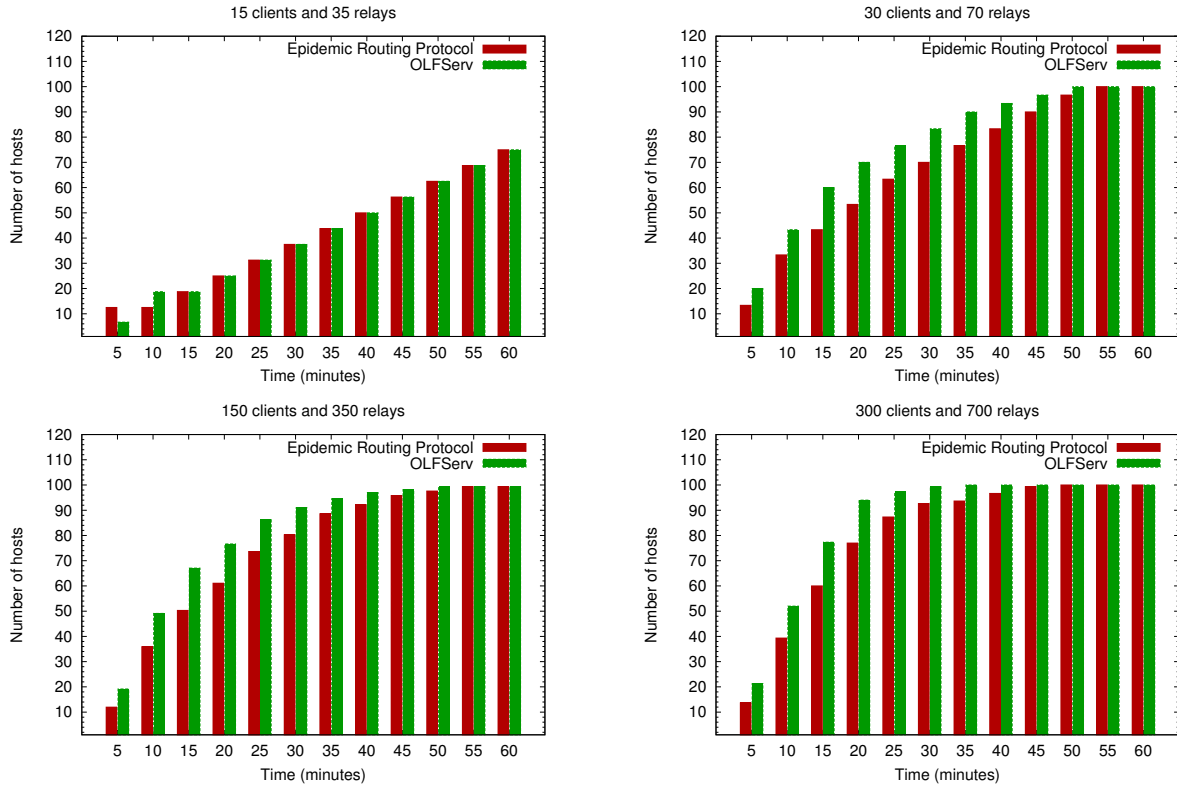 15 clients and 35 relays
Epidemic Routing Protocol
OLFServ
Number of hosts
120
110
100
90
80
70
60
50
40
30
20
10
5 10 15 20 25 30 35 40 45 50 55 60
Time (minutes)
30 clients and 70 relays
Epidemic Routing Protocol
OLFServ
Number of hosts
120
110
100
90
80
70
60
50
40
30
20
10
5 10 15 20 25 30 35 40 45 50 55 60
Time (minutes)
150 clients and 350 relays
Epidemic Routing Protocol
OLFServ
Number of hosts
120
110
100
90
80
70
60
50
40
30
20
10
5 10 15 20 25 30 35 40 45 50 55 60
Time (minutes)
300 clients and 700 relays
Epidemic Routing Protocol
OLFServ
Number of hosts
120
110
100
90
80
70
60
50
40
30
20
10
5 10 15 20 25 30 35 40 45 50 55 60
Time (minutes)